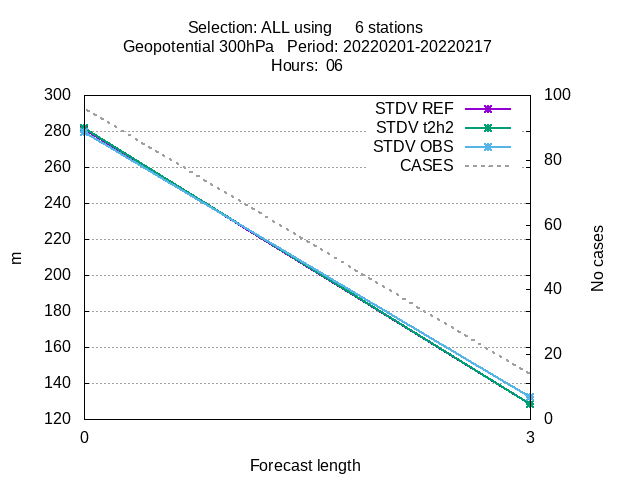 Selection: ALL using 6 stations
Geopotential 300hPa Period: 20220201-20220217
Hours: 06
300
280
260
240
220
200
180
160
140
120
100
80
60
40
20
0
STDV REF
STDV t2h2
STDV OBS
CASES
m
No cases
0
3
Forecast length